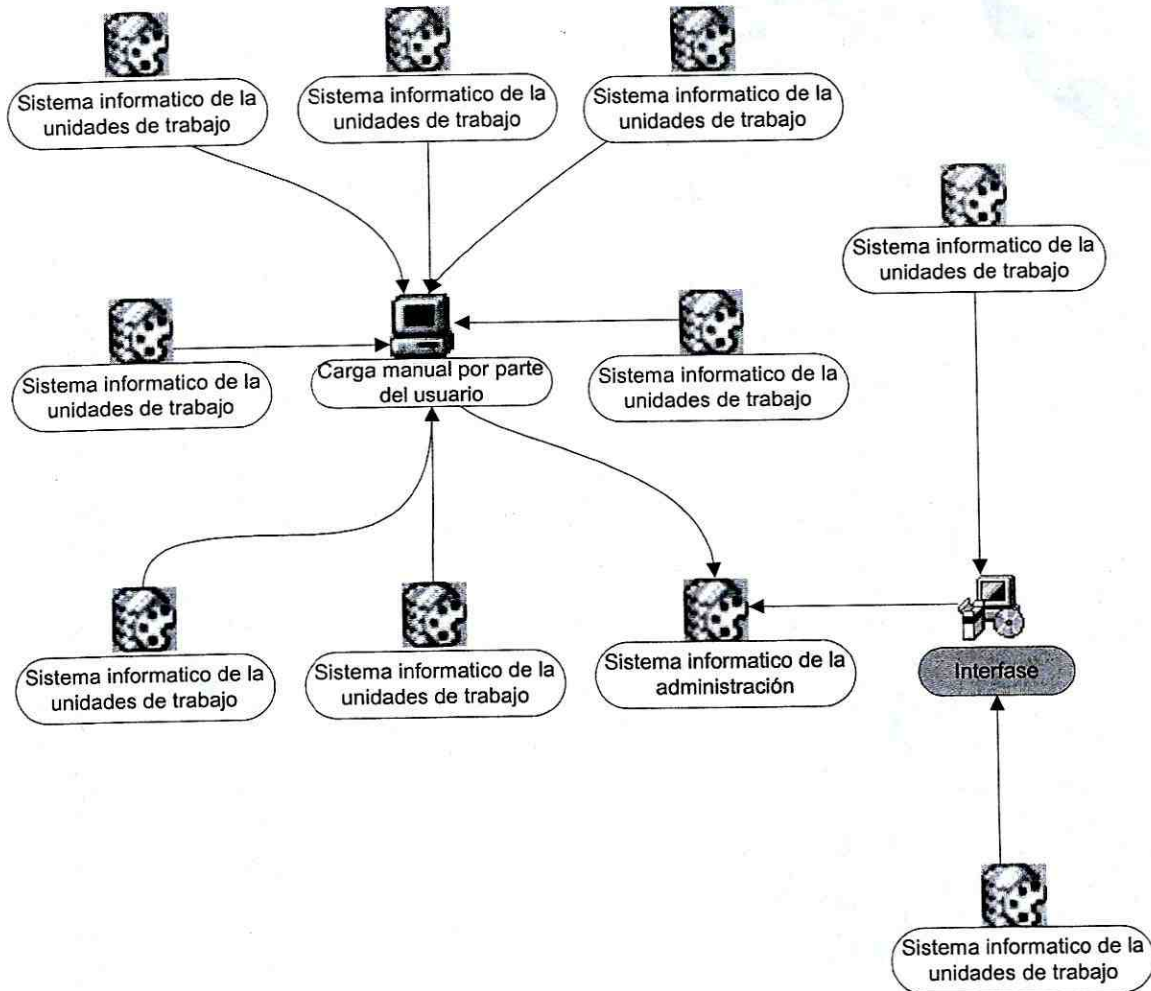 Sistema informatico de la
unidades de trabajo
Sistema informatico de la
unidades de trabajo
Sistema informatico de la
unidades de trabajo
Sistema informatico de la
unidades de trabajo
Sistema informatico de la
unidades de trabajo
Carga manual por parte
del usuario
Sistema informatico de la
unidades de trabajo
Sistema informatico de la
unidades de trabajo
Sistema informatico de la
unidades de trabajo
Sistema informatico de la
administración
Interfase
Sistema informatico de la
unidades de trabajo